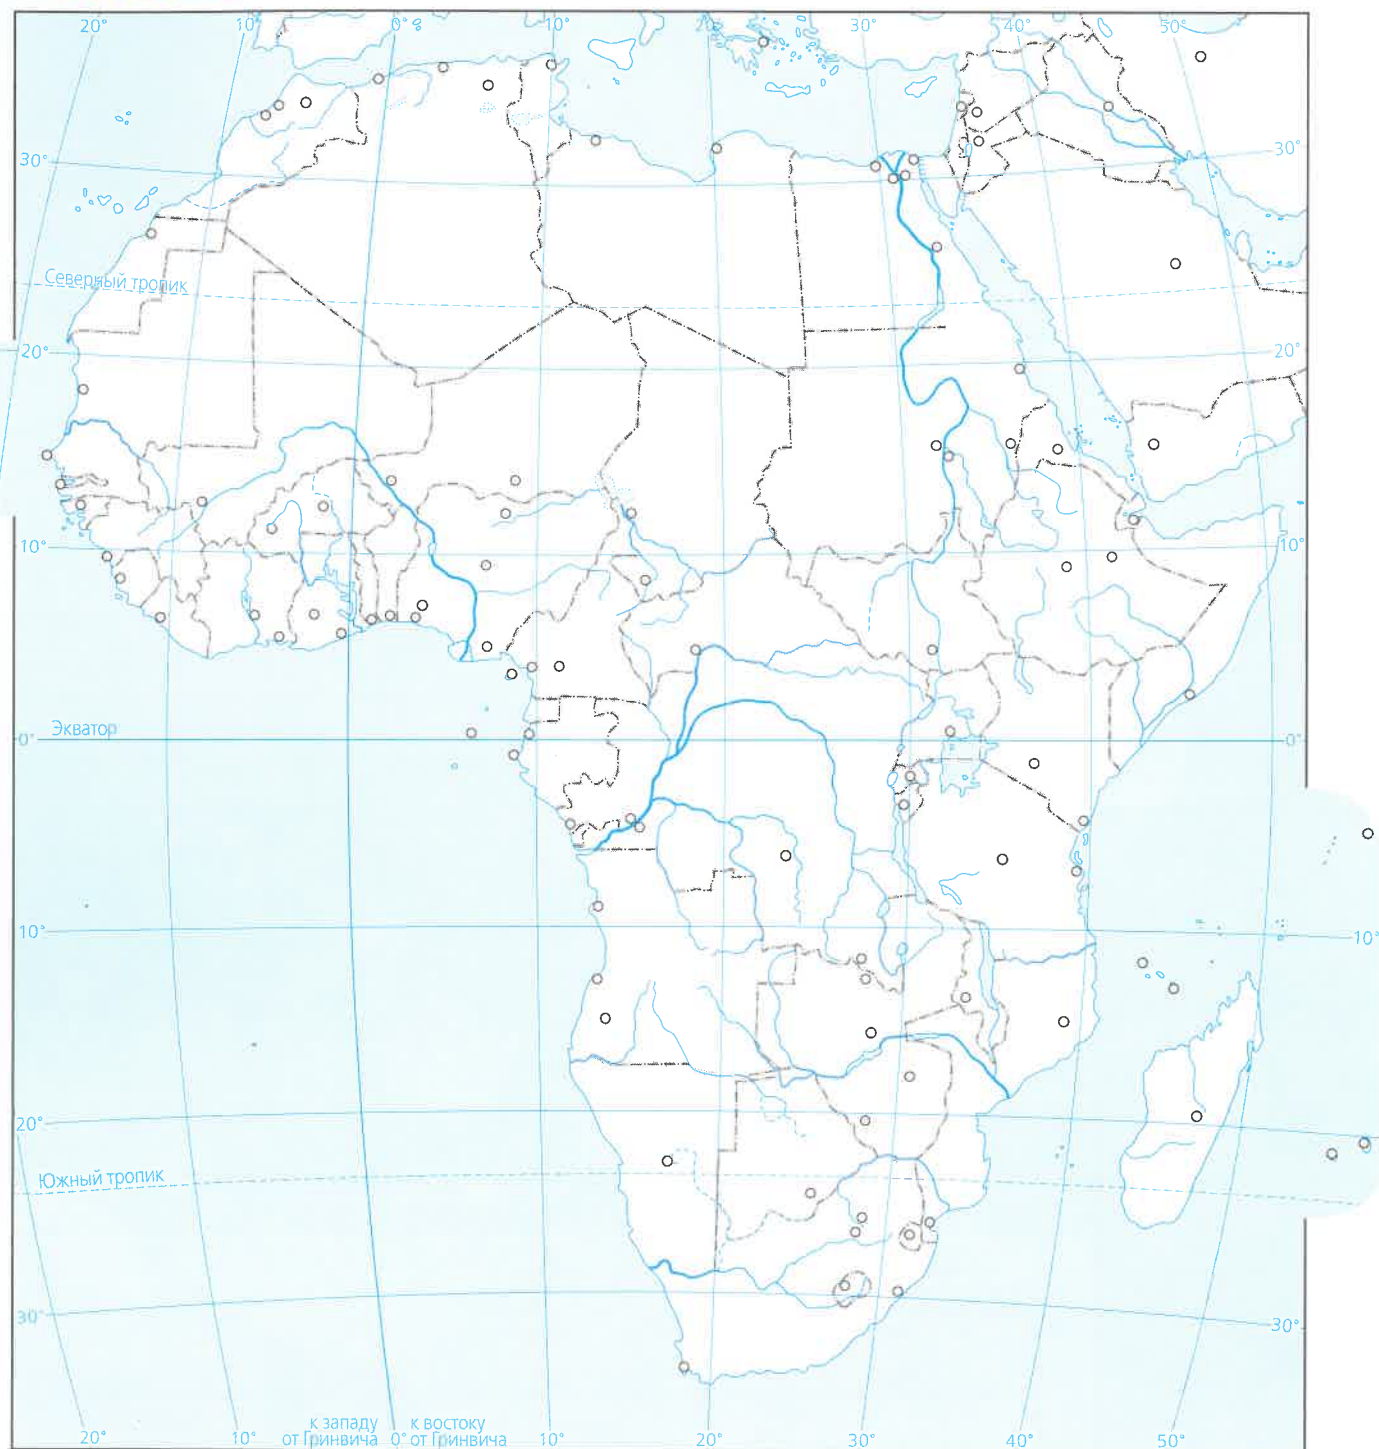 20° 10° 0° 10° 20° 30° 40° 50°
30° 30°
Северный тропик
20° 20°
10° 10°
Экватор
0° 0°
10° 10°
20°
Южный тропик
30° 30°
к западу к востоку
от Гринвича 0° от Гринвича
20° 10° 10° 20° 30° 40° 50°